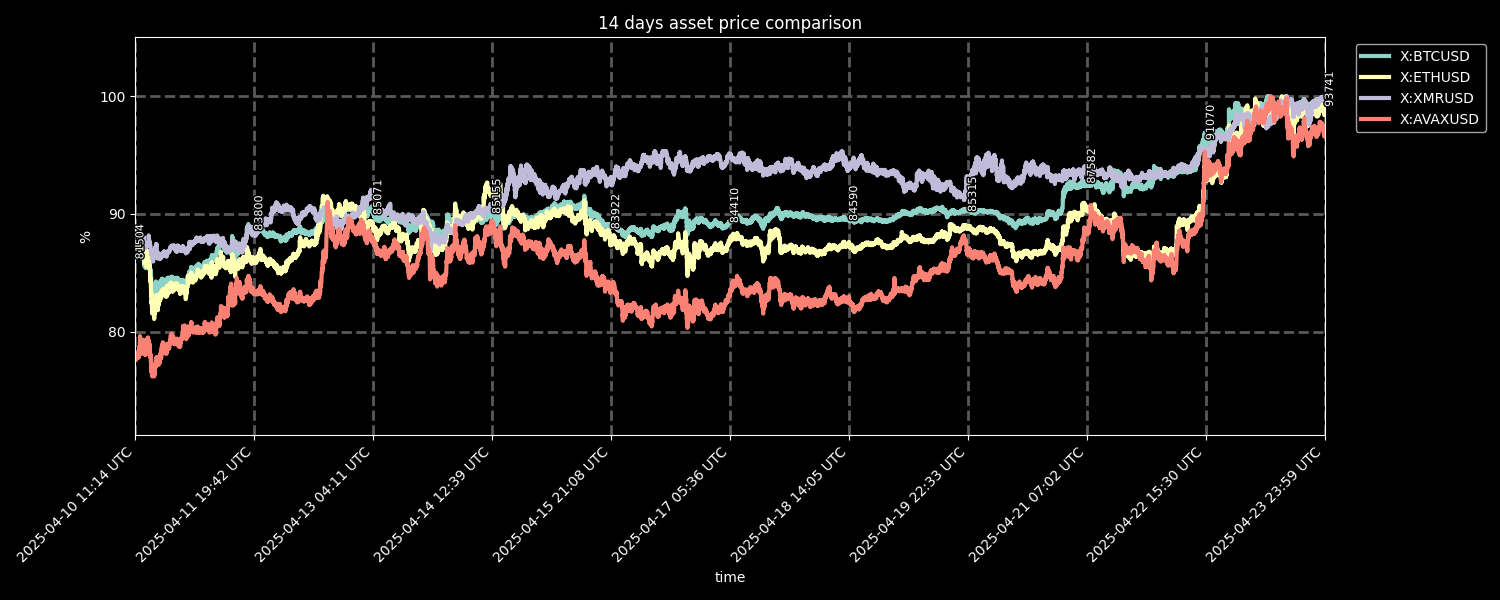 14 days asset price comparison
X:BTCUSD
X:ETHUSD
X:XMRUSD
X:AVAXUSD
%
100
90
80
83800
85071
85155
83922
84410
84590
85315
87582
91070
93741
2025-04-10 11:14 UTC
2025-04-11 19:42 UTC
2025-04-13 04:11 UTC
2025-04-14 12:39 UTC
2025-04-15 21:08 UTC
2025-04-17 05:36 UTC
2025-04-18 14:05 UTC
2025-04-19 22:33 UTC
2025-04-21 07:02 UTC
2025-04-22 15:30 UTC
2025-04-23 23:59 UTC
time